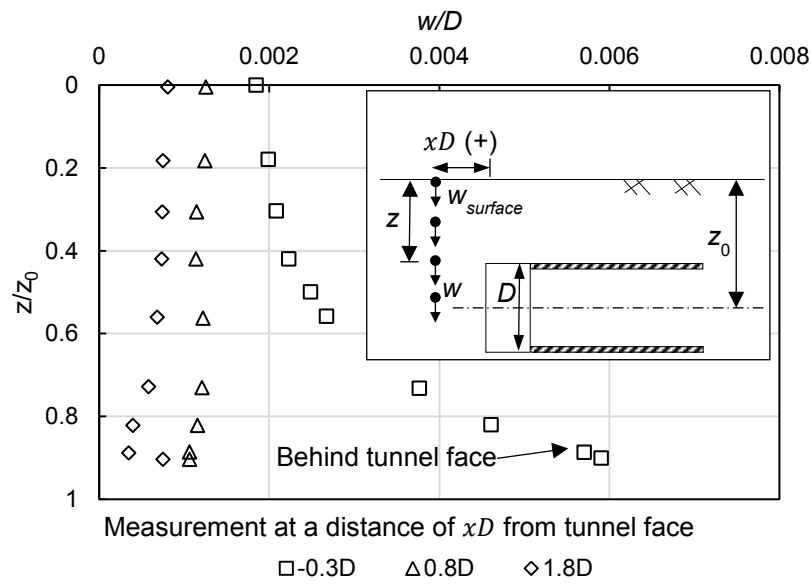 w/D
0 0.002 0.004 0.006 0.008
0
0.2
0.4
0.6
0.8
1
z/z₀
xD (+)
w_surface
z
z₀
w
D
Behind tunnel face
Measurement at a distance of xD from tunnel face
-0.3D 0.8D 1.8D